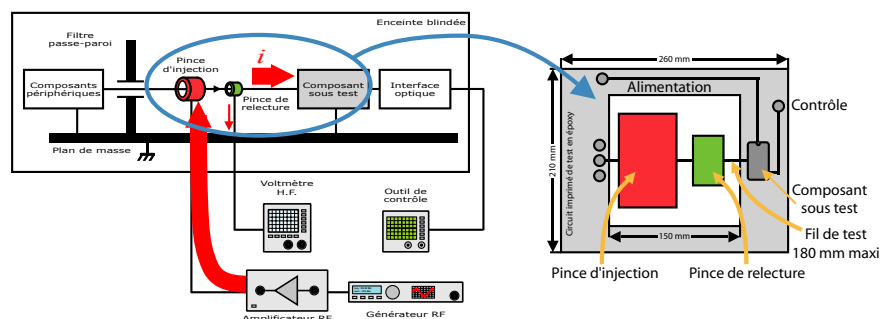 Enceinte blindée
Filtre
passe-paroi
Pince
d'injection
i
Composants
périphériques
Pince de
relecture
Composant
sous test
Interface
optique
Plan de masse
Voltmètre
H.F.
Outil de
contrôle
Amplificateur RF
Générateur RF
260 mm
210 mm
Circuit imprimé de test en époxy
Alimentation
Contrôle
150 mm
Composant
sous test
Fil de test
180 mm maxi
Pince d'injection
Pince de relecture